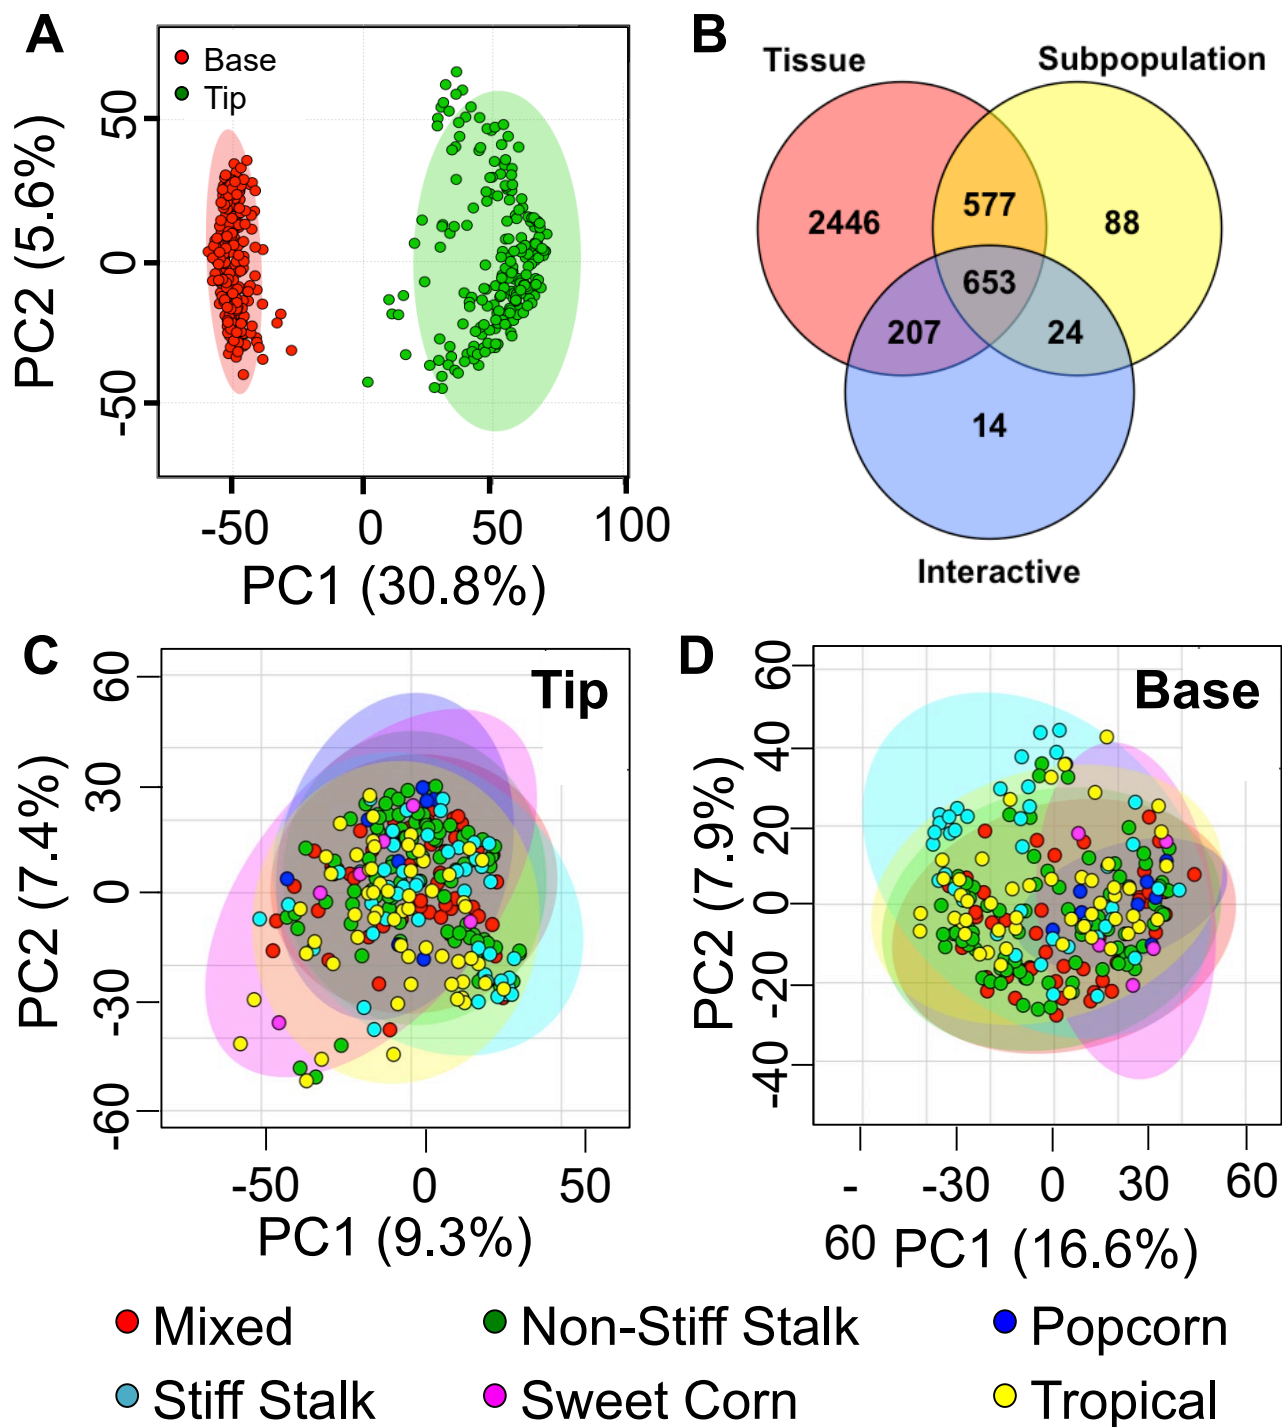 A
Base
Tip
50
0
-50
PC2 (5.6%)
-50 0 50 100
PC1 (30.8%)
B
Tissue Subpopulation
2446 577 88
653
207 24
14
Interactive
C
Tip
60
30
0
-30
-60
PC2 (7.4%)
-50 0 50
PC1 (9.3%)
D
Base
60
40
20
0
-20
-40
PC2 (7.9%)
- -30 0 30 60
60 PC1 (16.6%)
Mixed Non-Stiff Stalk Popcorn
Stiff Stalk Sweet Corn Tropical